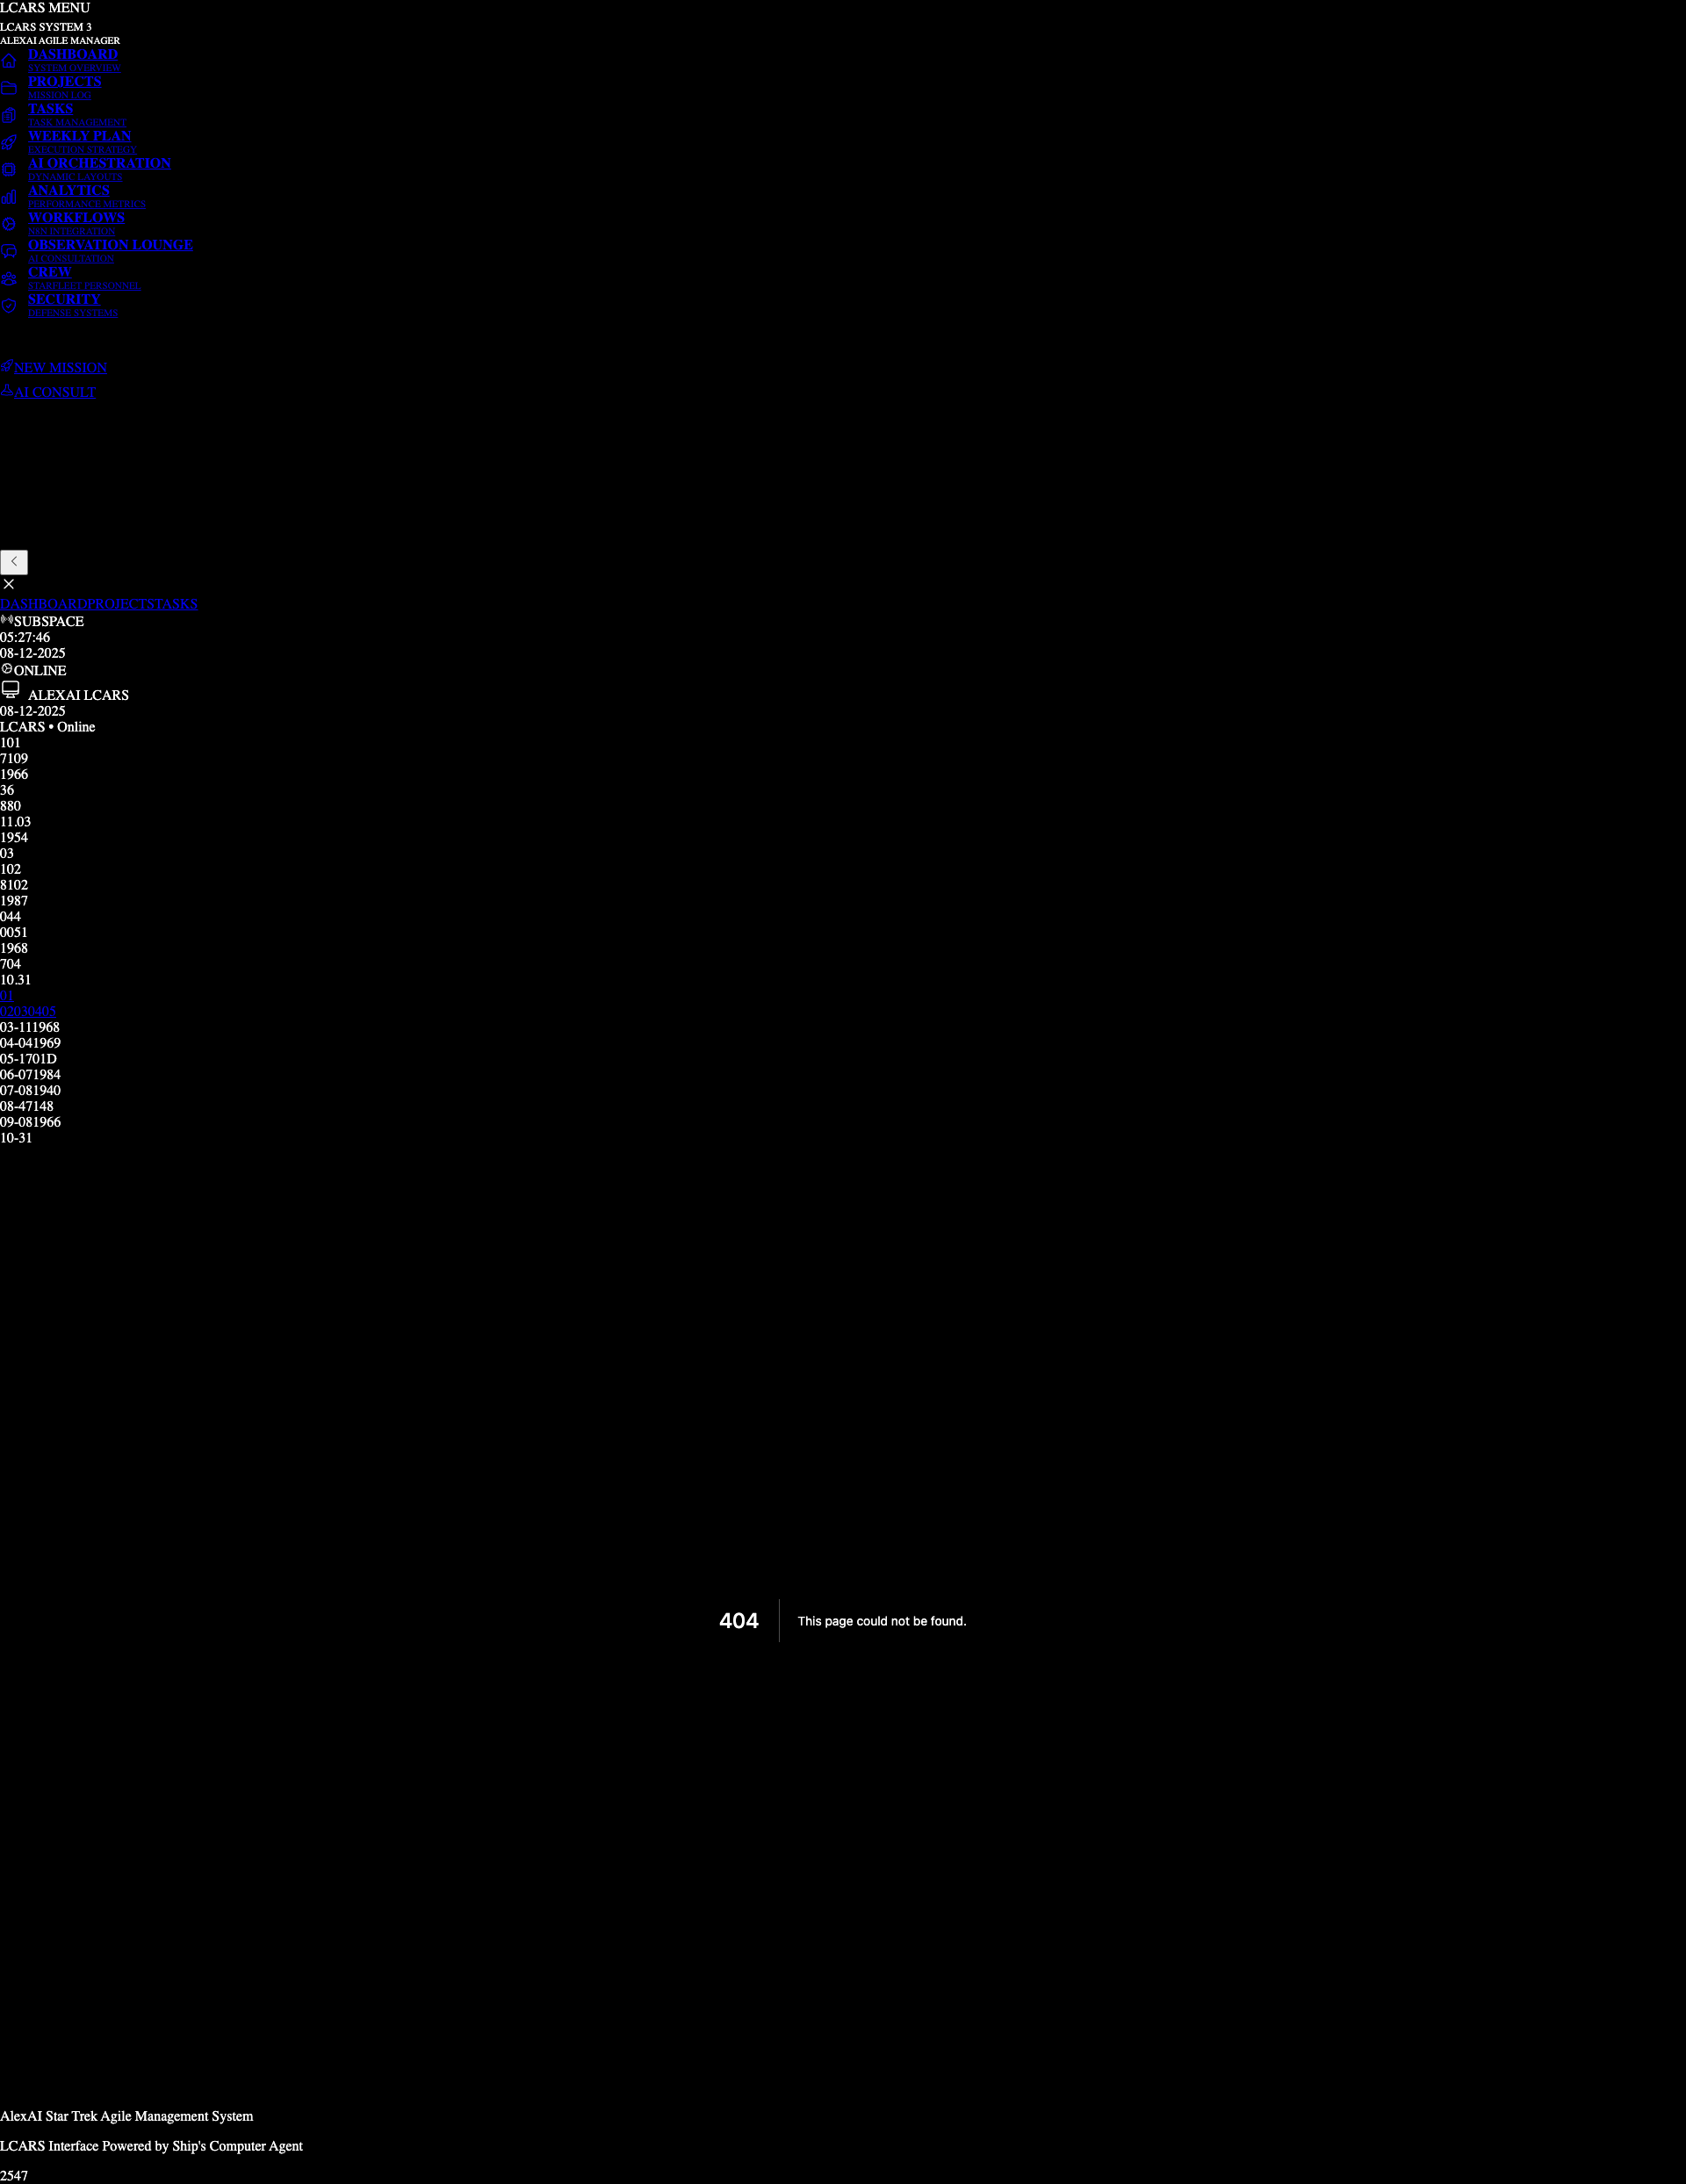 LCARS MENU
LCARS SYSTEM 3
ALEXAI AGILE MANAGER
DASHBOARD
SYSTEM OVERVIEW
PROJECTS
MISSION LOG
TASKS
TASK MANAGEMENT
WEEKLY PLAN
EXECUTION STRATEGY
AI ORCHESTRATION
DYNAMIC LAYOUTS
ANALYTICS
PERFORMANCE METRICS
WORKFLOWS
N8N INTEGRATION
OBSERVATION LOUNGE
AI CONSULTATION
CREW
STARFLEET PERSONNEL
SECURITY
DEFENSE SYSTEMS
NEW MISSION
AI CONSULT
DASHBOARDPROJECTSTASKS
SUBSPACE
05:27:46
08-12-2025
ONLINE
ALEXAI LCARS
08-12-2025
LCARS • Online
101
7109
1966
36
880
11.03
1954
03
102
8102
1987
044
0051
1968
704
10.31
01
02030405
03-111968
04-041969
05-1701D
06-071984
07-081940
08-47148
09-081966
10-31
404
This page could not be found.
AlexAI Star Trek Agile Management System
LCARS Interface Powered by Ship's Computer Agent
2547